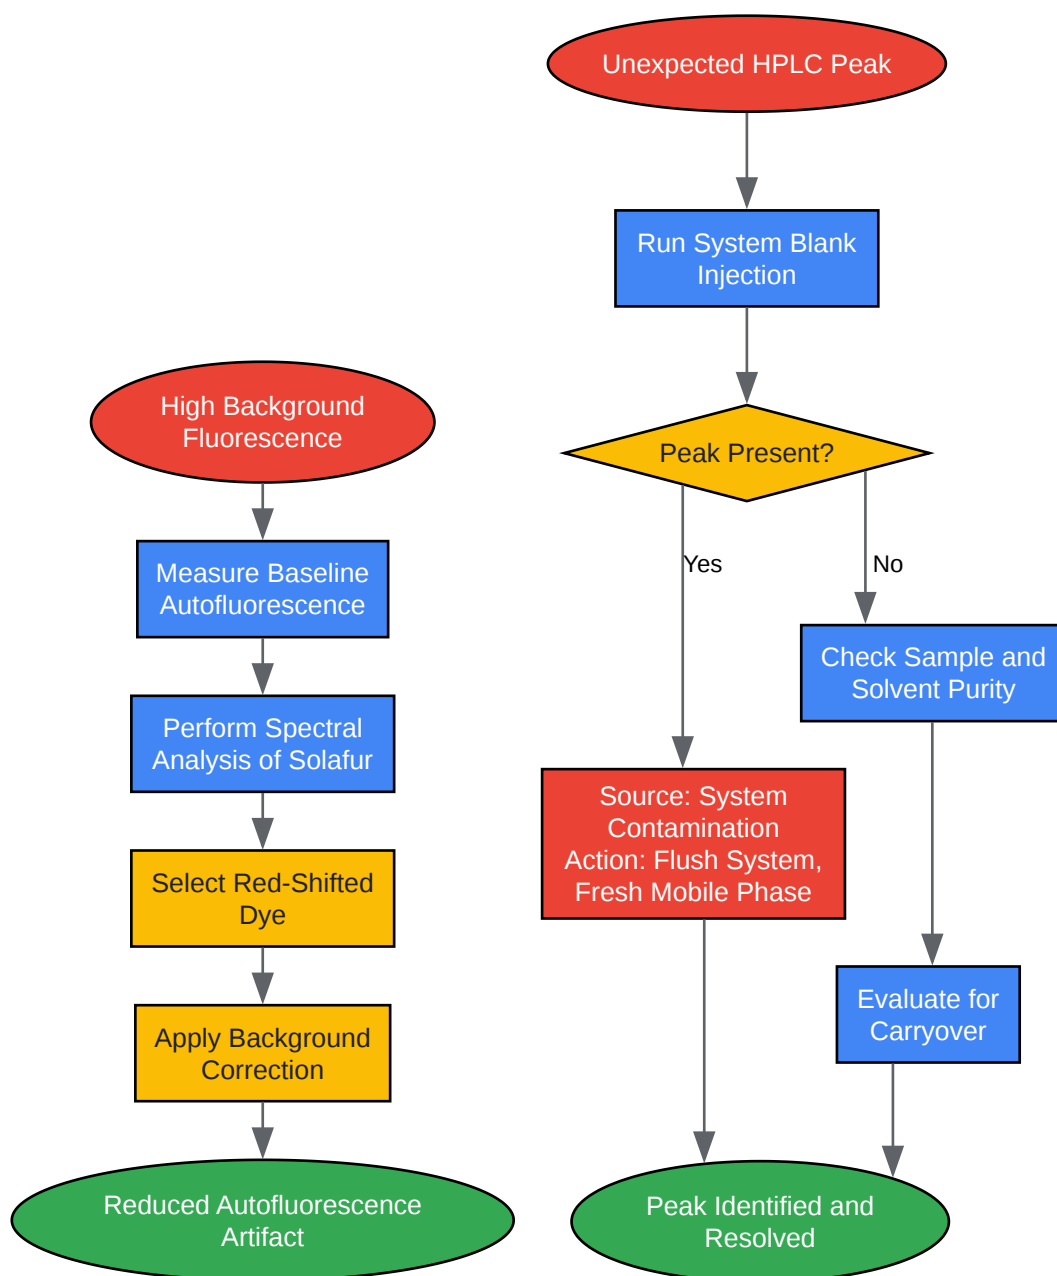 Unexpected HPLC Peak
Run System Blank
Injection
Peak Present?
Yes
No
Check Sample and
Solvent Purity
Source: System
Contamination
Action: Flush System,
Fresh Mobile Phase
Evaluate for
Carryover
Peak Identified and
Resolved
High Background
Fluorescence
Measure Baseline
Autofluorescence
Perform Spectral
Analysis of Solafur
Select Red-Shifted
Dye
Apply Background
Correction
Reduced Autofluorescence
Artifact